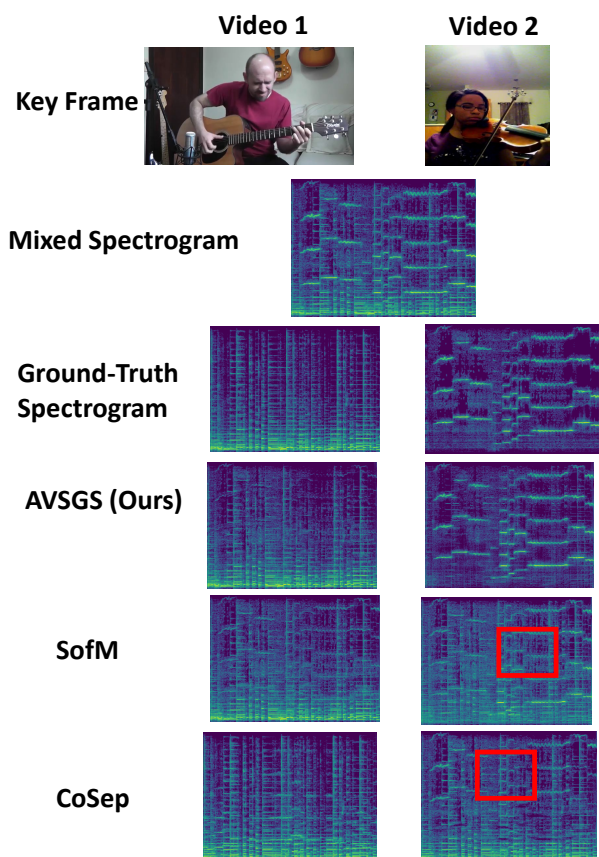 Video 1 Video 2
Key Frame
Mixed Spectrogram
Ground-Truth
Spectrogram
AVSGS (Ours)
SofM
CoSep